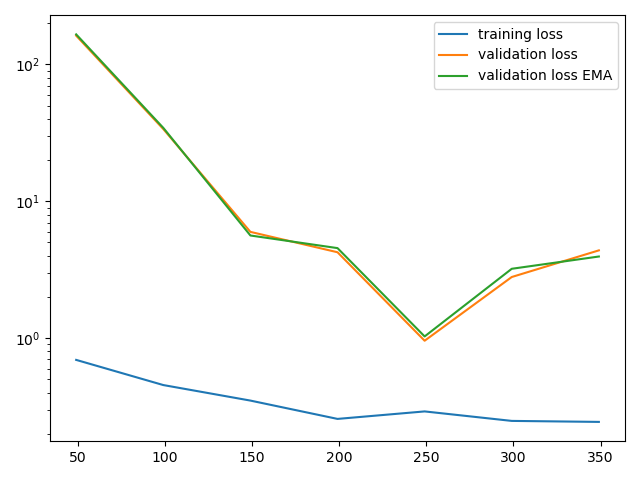 training loss
validation loss
validation loss EMA
10²
10¹
10⁰
50 100 150 200 250 300 350